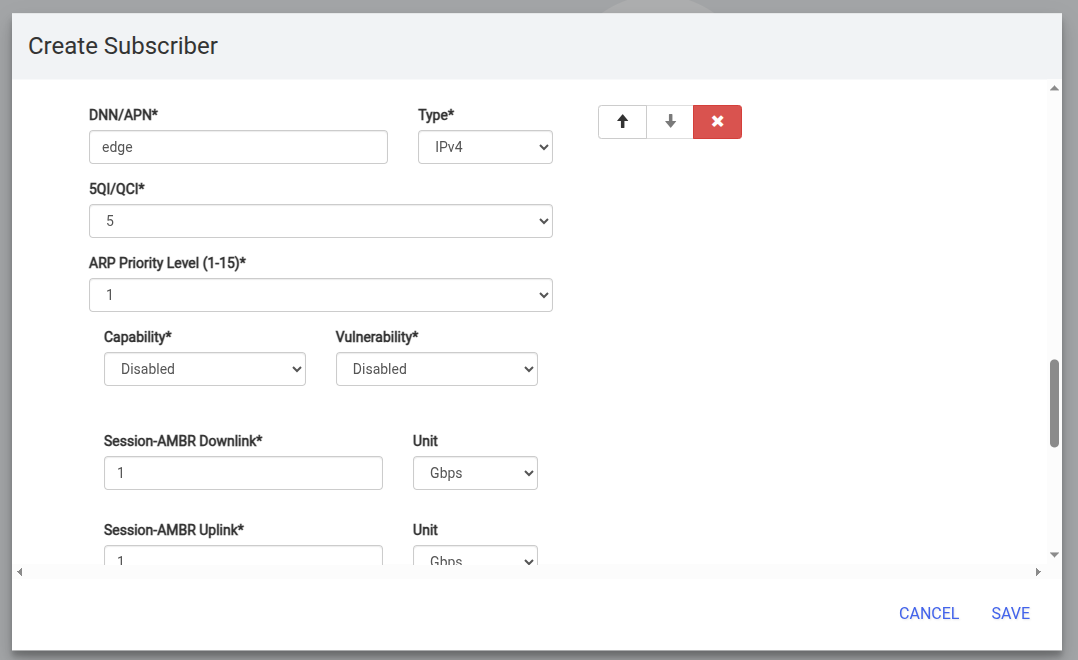 Create Subscriber
DNN/APN* Type*
edge IPv4
5QI/QCI*
5
ARP Priority Level (1-15)*
1
Capability* Vulnerability*
Disabled Disabled
Session-AMBR Downlink* Unit
1 Gbps
Session-AMBR Uplink* Unit
1 Gbps
CANCEL SAVE